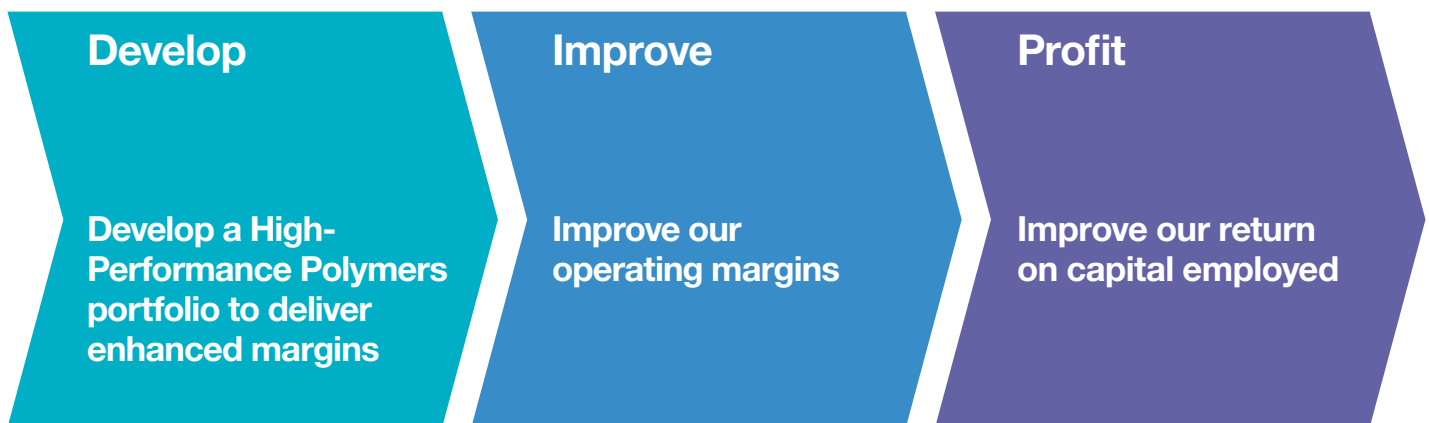 Develop
Develop a High-
Performance Polymers
portfolio to deliver
enhanced margins
Improve
Improve our
operating margins
Profit
Improve our return
on capital employed